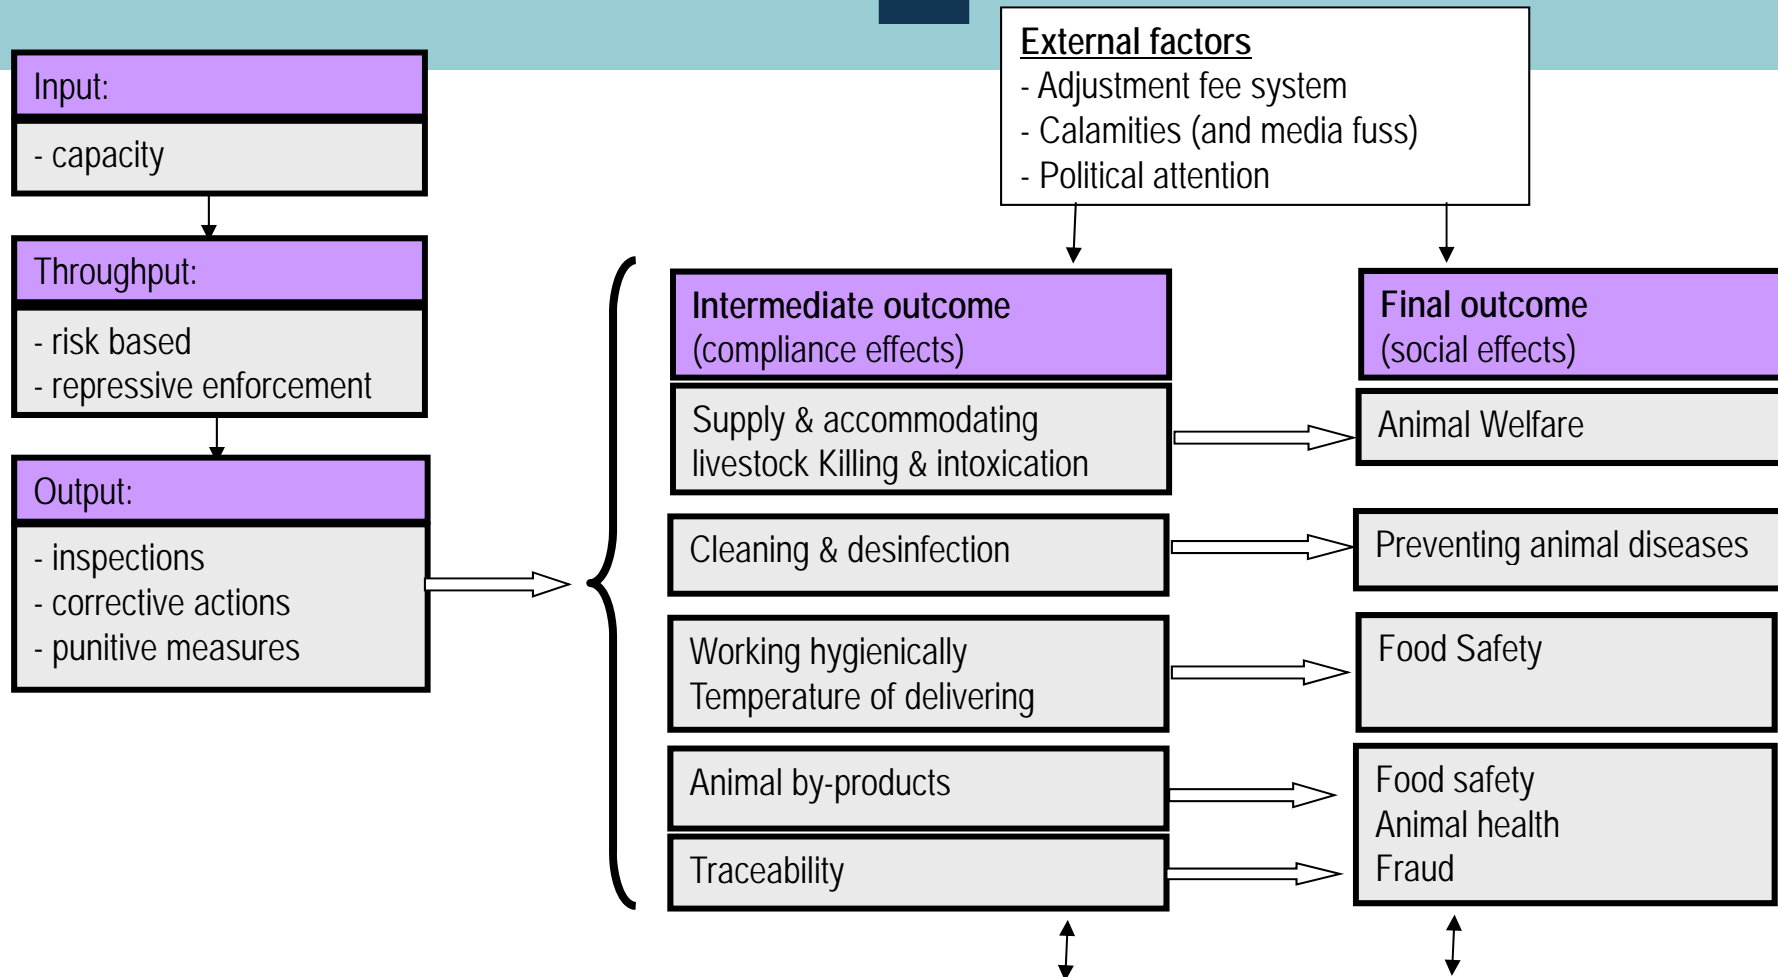 Input:
- capacity
Throughput:
- risk based
- repressive enforcement
Output:
- inspections
- corrective actions
- punitive measures
External factors
- Adjustment fee system
- Calamities (and media fuss)
- Political attention
Intermediate outcome
(compliance effects)
Supply & accommodating
livestock Killing & intoxication
Cleaning & desinfection
Working hygienically
Temperature of delivering
Animal by-products
Traceability
Final outcome
(social effects)
Animal Welfare
Preventing animal diseases
Food Safety
Food safety
Animal health
Fraud